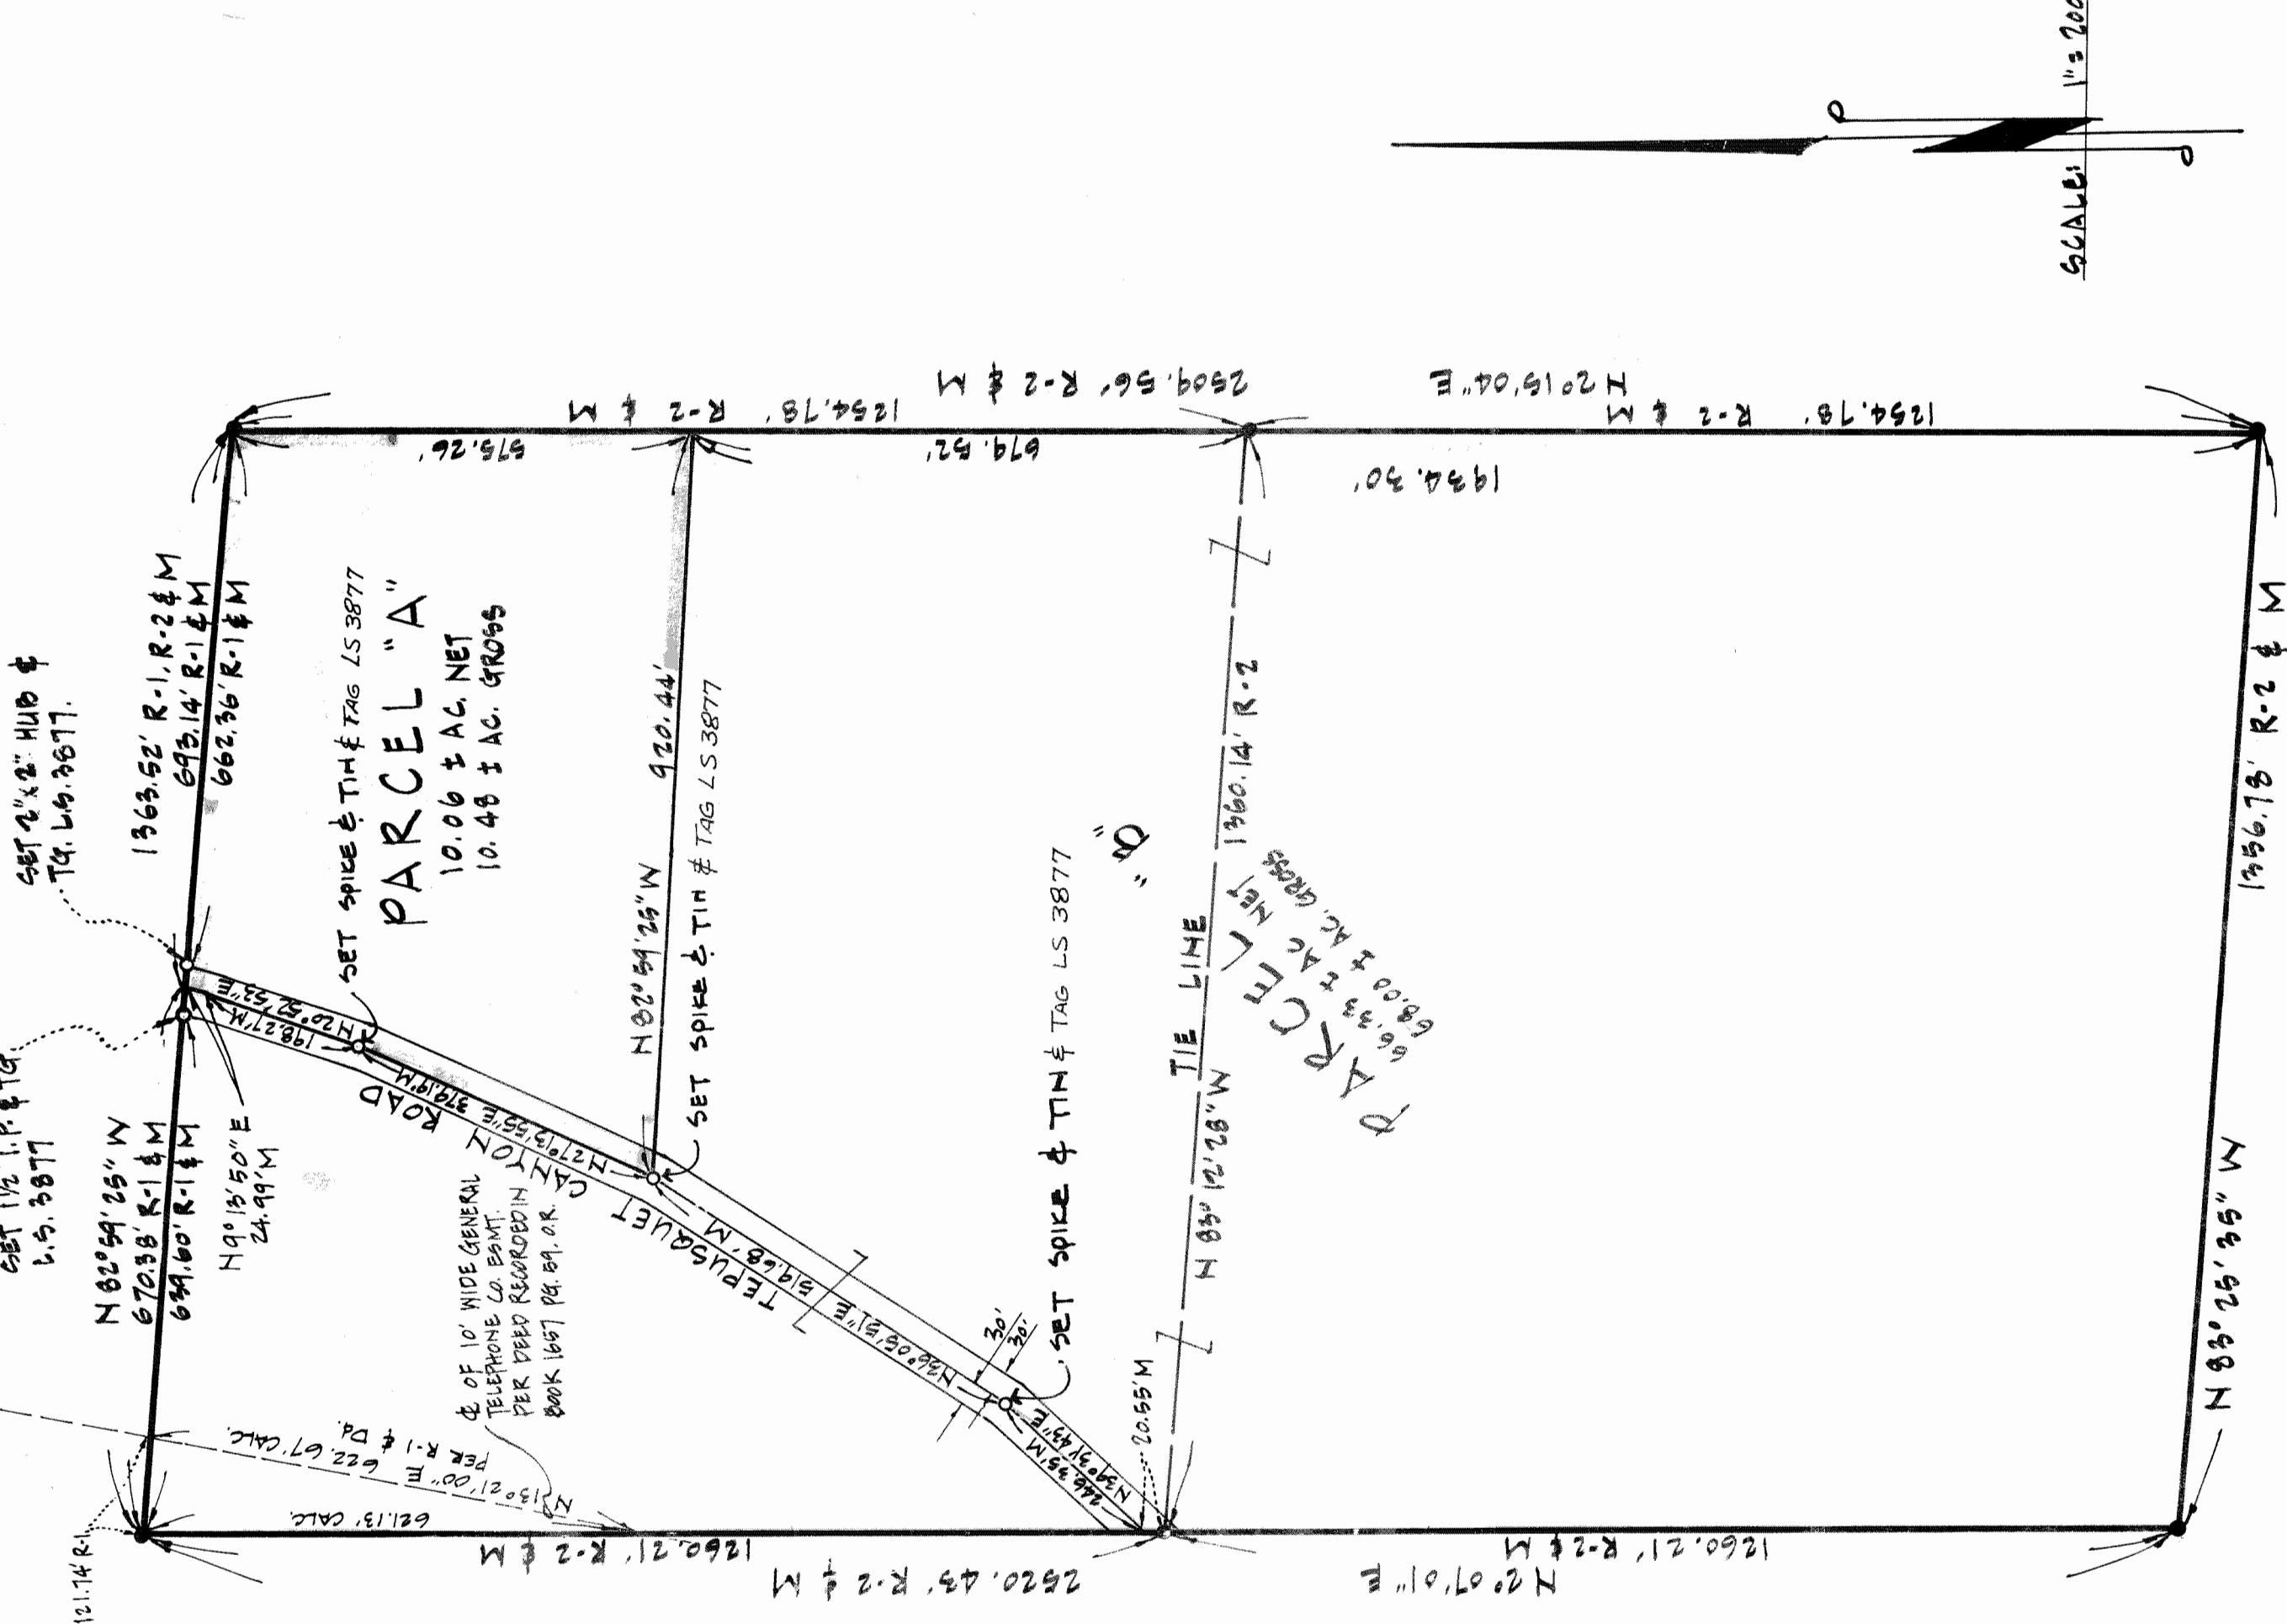 SET 2"x2" HUB &
TG. L.S. 3877.
SET 1 1/2" I.P. & TG.
L.S. 3877
1363.52' R-1, R-2 & M
693.14' R-1 & M
662.36' R-1 & M
N 82° 59' 25" W
670.38' R-1 & M
639.60' R-1 & M
N 9° 13' 50" E
24.99' M
121.74' R-1
N 20° 52' 53" E
198.27' M
SET SPIKE & TIN & TAG LS 3877
PARCEL "A"
10.06 ± AC. NET
10.48 ± AC. GROSS
N 27° 13' 55" E
379.19' M
TEPUSQUET CANYON ROAD
920.44'
N 82° 59' 25" W
SET SPIKE & TIN & TAG LS 3877
℄ OF 10' WIDE GENERAL
TELEPHONE CO. ESMT.
PER DEED RECORDED IN
BOOK 1657 PG. 59, O.R.
N 13° 21' 00" E 622.67' CALC.
PER R-1 & Dd.
621.13' CALC.
519.68' M
N 36° 05' 51" E
30'
30'
SET SPIKE & TIN & TAG LS 3877
246.35' M
20.55' M
TIE LINE
N 83° 12' 28" W 1360.14' R-2
PARCEL "B"
66.33 ± AC NET
68.00 ± AC. GROSS
575.26'
1254.78' R-2 & M
679.52'
2509.56' R-2 & M
N 2° 15' 04" E
1254.78' R-2 & M
1934.30'
1260.21' R-2 & M
2520.43' R-2 & M
N 2° 07' 01" E
1260.21' R-2 & M
N 83° 25' 35" W
1356.78' R-2 & M
SCALE: 1" = 200